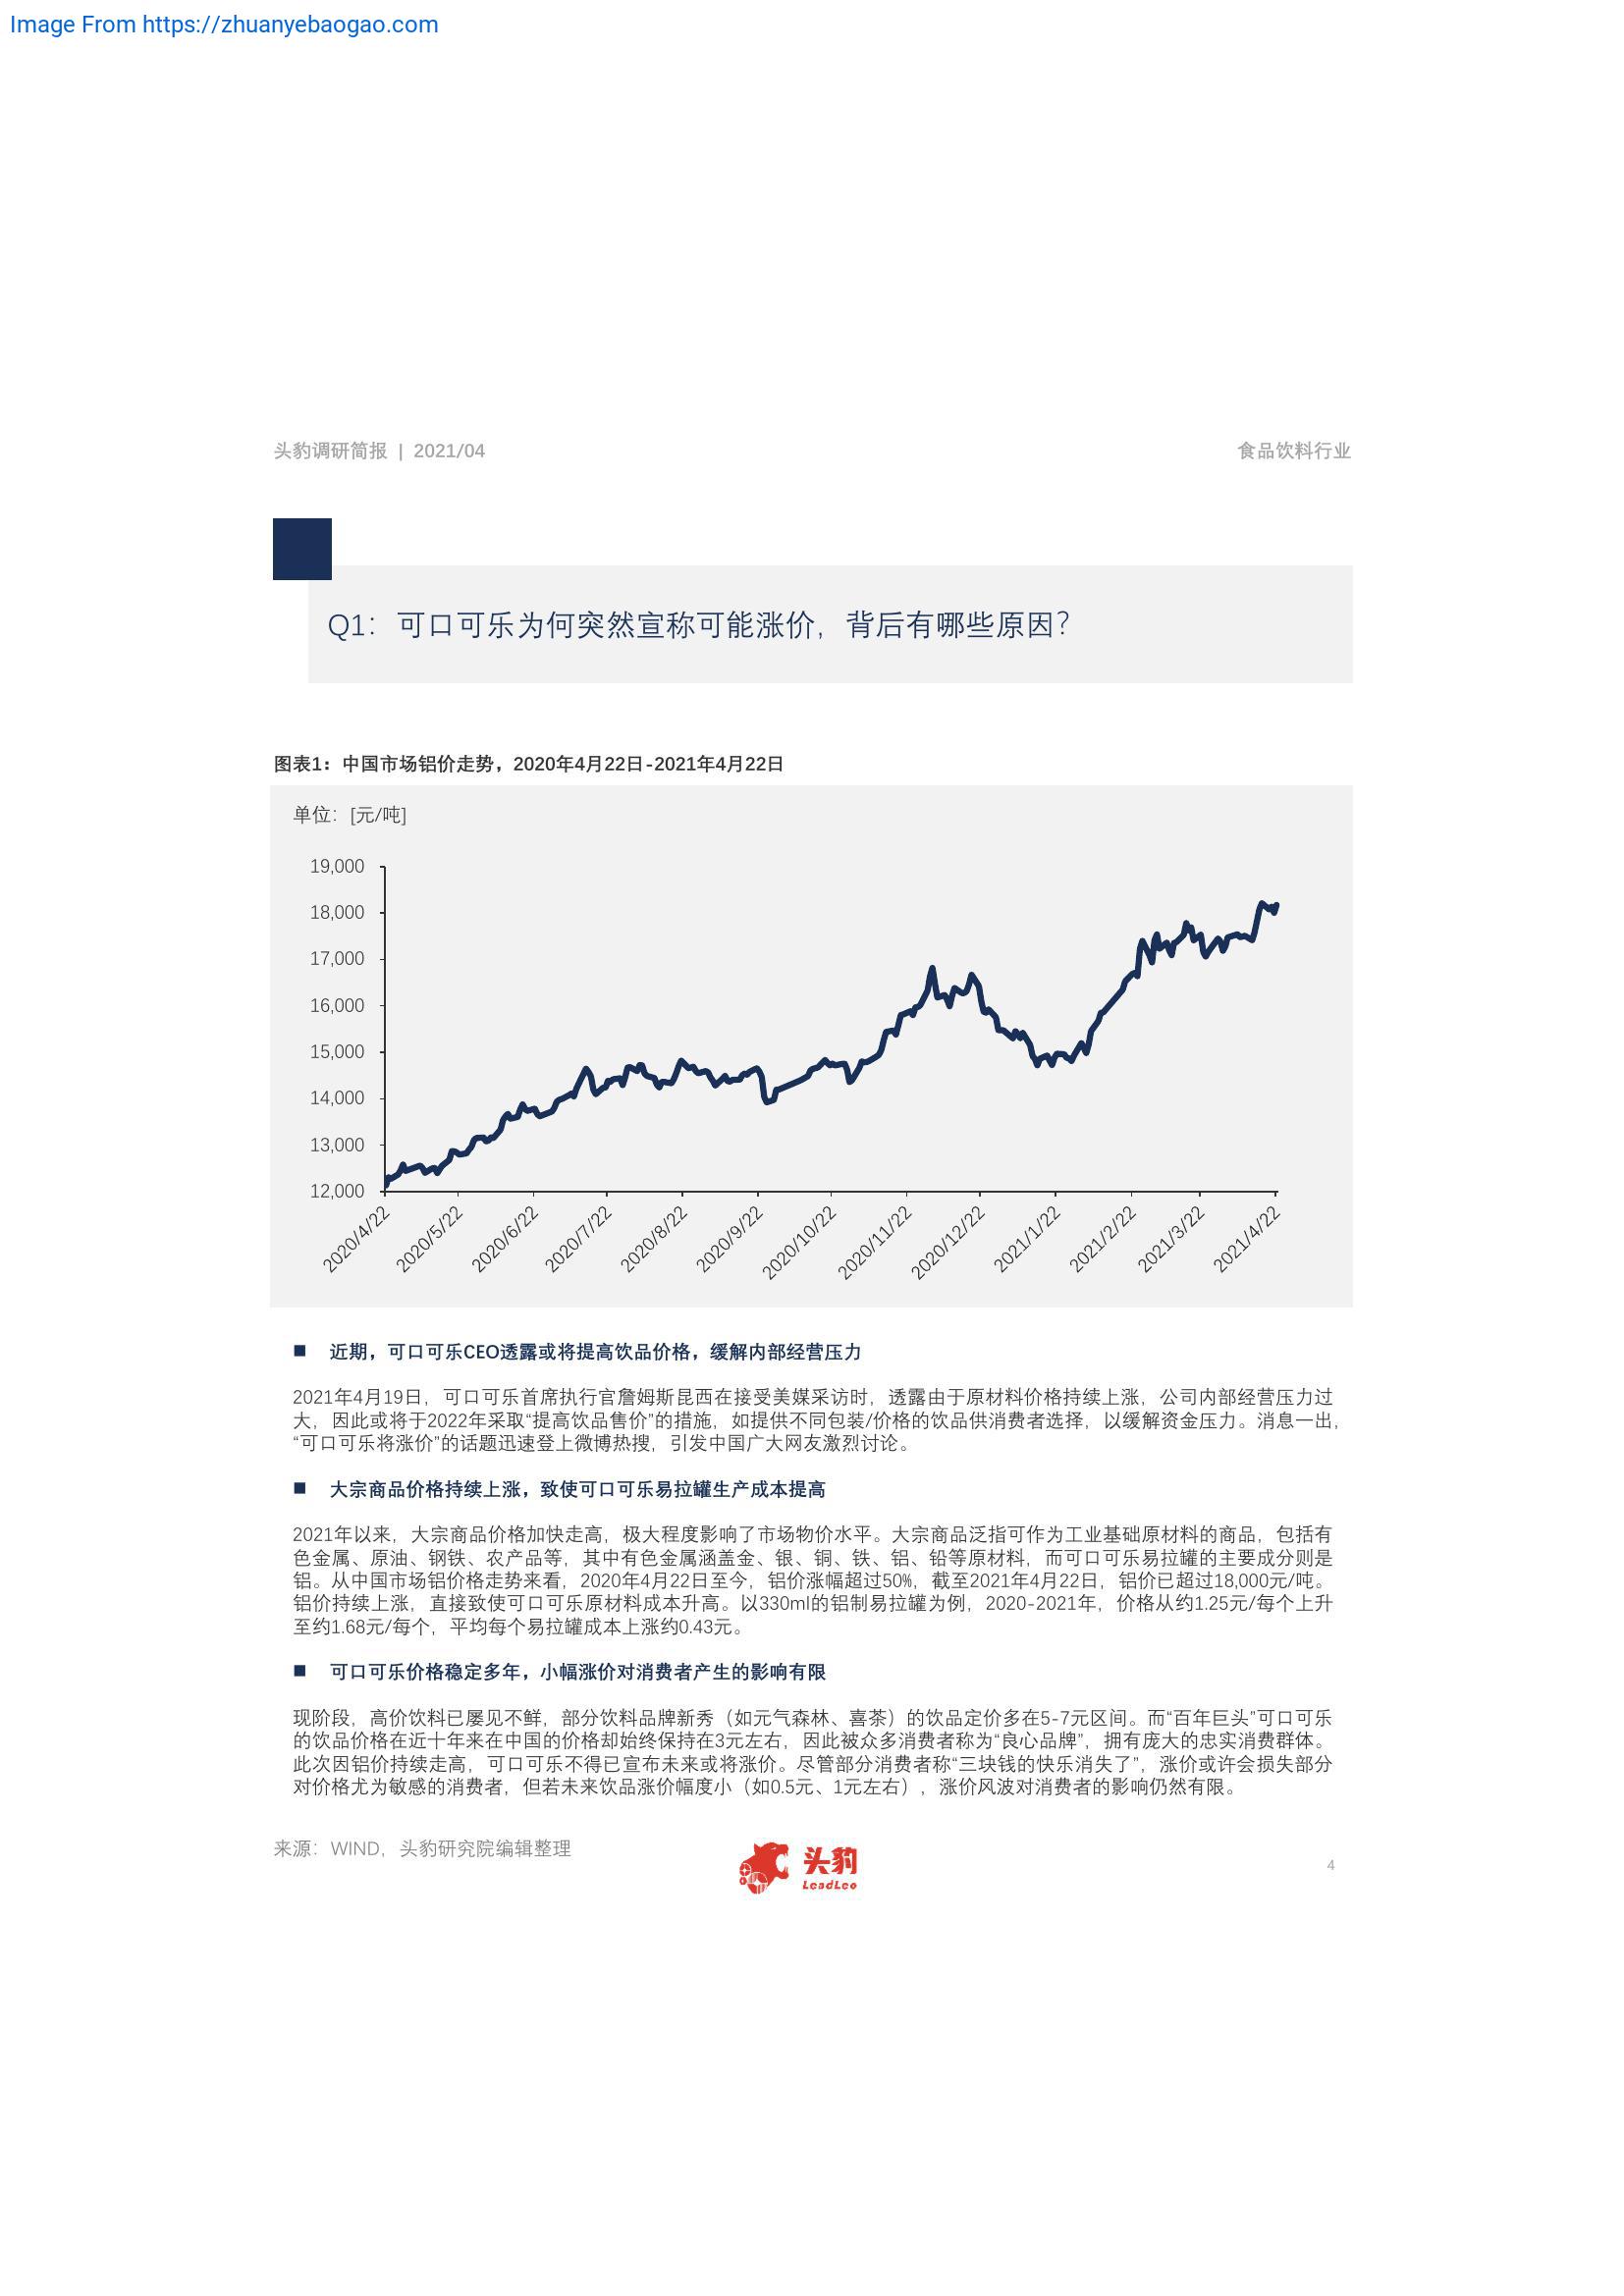 Image From https://zhuanyebaogao.com
头豹调研简报 | 2021/04
食品饮料行业
Q1：可口可乐为何突然宣称可能涨价，背后有哪些原因？
图表1：中国市场铝价走势，2020年4月22日-2021年4月22日
单位：[元/吨]
19,000
18,000
17,000
16,000
15,000
14,000
13,000
12,000
2020/4/22
2020/5/22
2020/6/22
2020/7/22
2020/8/22
2020/9/22
2020/10/22
2020/11/22
2020/12/22
2021/1/22
2021/2/22
2021/3/22
2021/4/22
■ 近期，可口可乐CEO透露或将提高饮品价格，缓解内部经营压力
2021年4月19日，可口可乐首席执行官詹姆斯昆西在接受美媒采访时，透露由于原材料价格持续上涨，公司内部经营压力过
大，因此或将于2022年采取“提高饮品售价”的措施，如提供不同包装/价格的饮品供消费者选择，以缓解资金压力。消息一出，
“可口可乐将涨价”的话题迅速登上微博热搜，引发中国广大网友激烈讨论。
■ 大宗商品价格持续上涨，致使可口可乐易拉罐生产成本提高
2021年以来，大宗商品价格加快走高，极大程度影响了市场物价水平。大宗商品泛指可作为工业基础原材料的商品，包括有
色金属、原油、钢铁、农产品等，其中有色金属涵盖金、银、铜、铁、铝、铅等原材料，而可口可乐易拉罐的主要成分则是
铝。从中国市场铝价格走势来看，2020年4月22日至今，铝价涨幅超过50%，截至2021年4月22日，铝价已超过18,000元/吨。
铝价持续上涨，直接致使可口可乐原材料成本升高。以330ml的铝制易拉罐为例，2020-2021年，价格从约1.25元/每个上升
至约1.68元/每个，平均每个易拉罐成本上涨约0.43元。
■ 可口可乐价格稳定多年，小幅涨价对消费者产生的影响有限
现阶段，高价饮料已屡见不鲜，部分饮料品牌新秀（如元气森林、喜茶）的饮品定价多在5-7元区间。而“百年巨头”可口可乐
的饮品价格在近十年来在中国的价格却始终保持在3元左右，因此被众多消费者称为“良心品牌”，拥有庞大的忠实消费群体。
此次因铝价持续走高，可口可乐不得已宣布未来或将涨价。尽管部分消费者称“三块钱的快乐消失了”，涨价或许会损失部分
对价格尤为敏感的消费者，但若未来饮品涨价幅度小（如0.5元、1元左右），涨价风波对消费者的影响仍然有限。
来源：WIND，头豹研究院编辑整理
头豹
LeadLeo
4